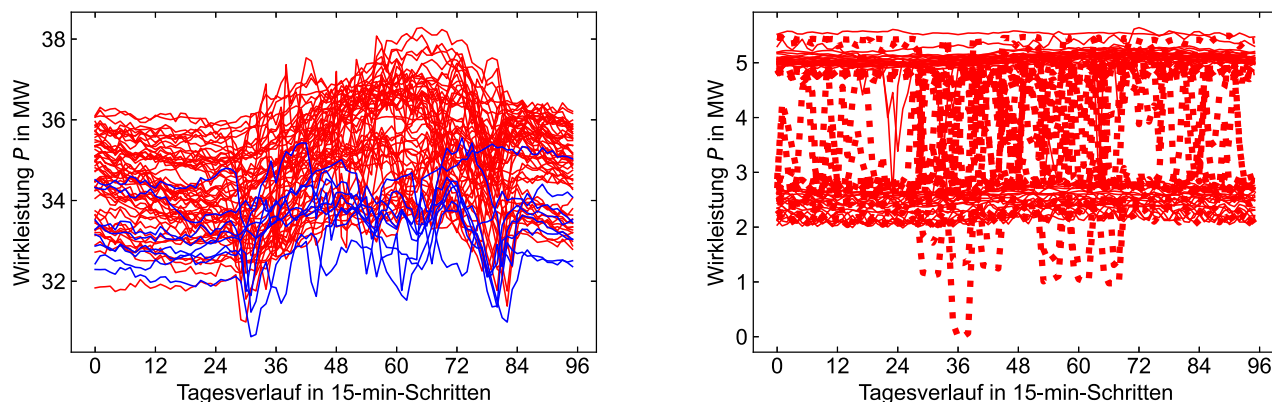 38
36
34
32
Wirkleistung P in MW
0 12 24 36 48 60 72 84 96
Tagesverlauf in 15-min-Schritten
5
4
3
2
1
0
Wirkleistung P in MW
0 12 24 36 48 60 72 84 96
Tagesverlauf in 15-min-Schritten